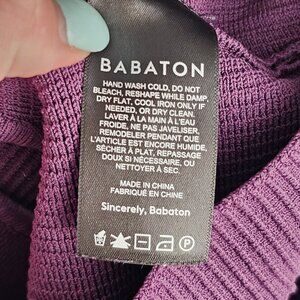 BABATON
HAND WASH COLD, DO NOT
BLEACH, RESHAPE WHILE DAMP,
DRY FLAT, COOL IRON ONLY IF
NEEDED, OR DRY CLEAN.
LAVER À LA MAIN À L'EAU
FROIDE, NE PAS JAVELISER,
REMODELER PENDANT QUE
L'ARTICLE EST ENCORE HUMIDE,
SÉCHER À PLAT, REPASSAGE
DOUX SI NÉCESSAIRE, OU
NETTOYER À SEC.
MADE IN CHINA
FABRIQUÉ EN CHINE
Sincerely, Babaton
P